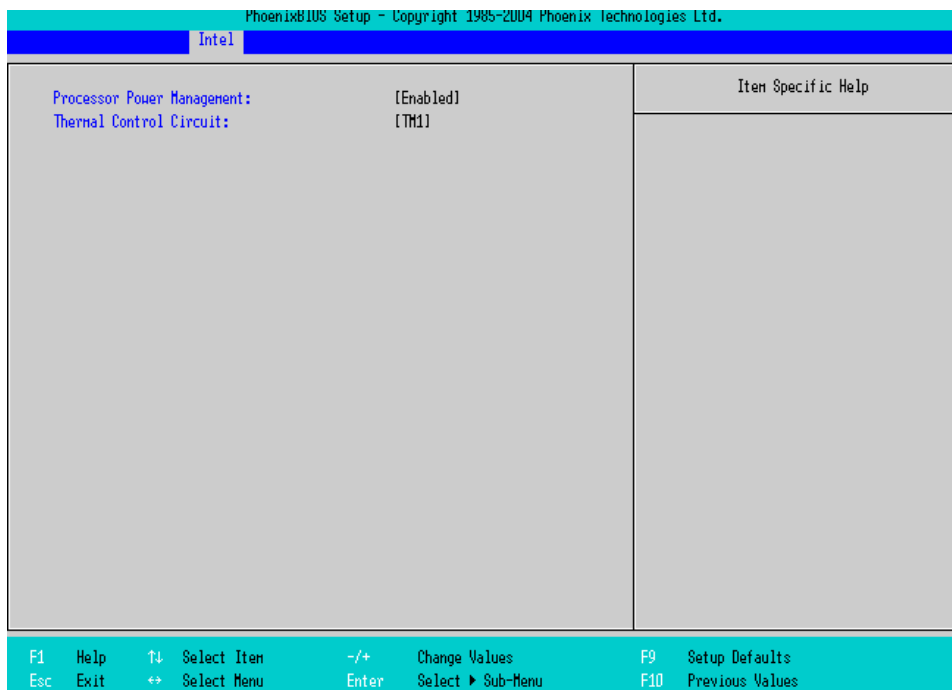 PhoenixBIOS Setup - Copyright 1985-2004 Phoenix Technologies Ltd.
Intel
Item Specific Help
Processor Power Management: [Enabled]
Thermal Control Circuit: [TM1]
F1 Help ↑↓ Select Item -/+ Change Values F9 Setup Defaults
Esc Exit ↔ Select Menu Enter Select ▶ Sub-Menu F10 Previous Values